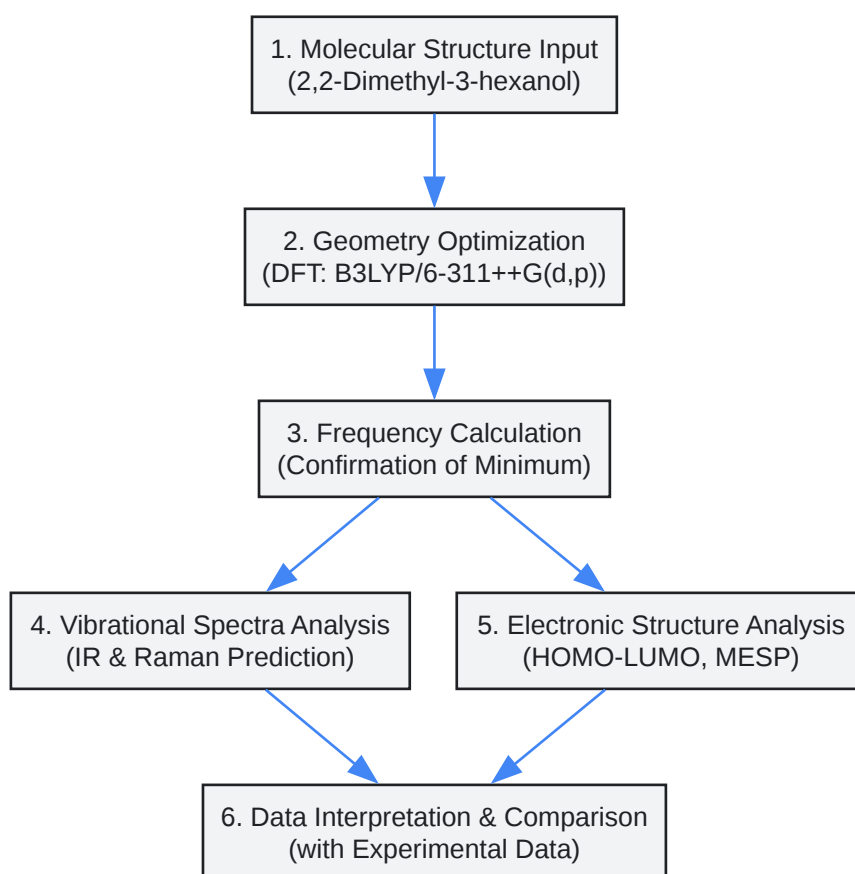 1. Molecular Structure Input
(2,2-Dimethyl-3-hexanol)
2. Geometry Optimization
(DFT: B3LYP/6-311++G(d,p))
3. Frequency Calculation
(Confirmation of Minimum)
4. Vibrational Spectra Analysis
(IR & Raman Prediction)
5. Electronic Structure Analysis
(HOMO-LUMO, MESP)
6. Data Interpretation & Comparison
(with Experimental Data)